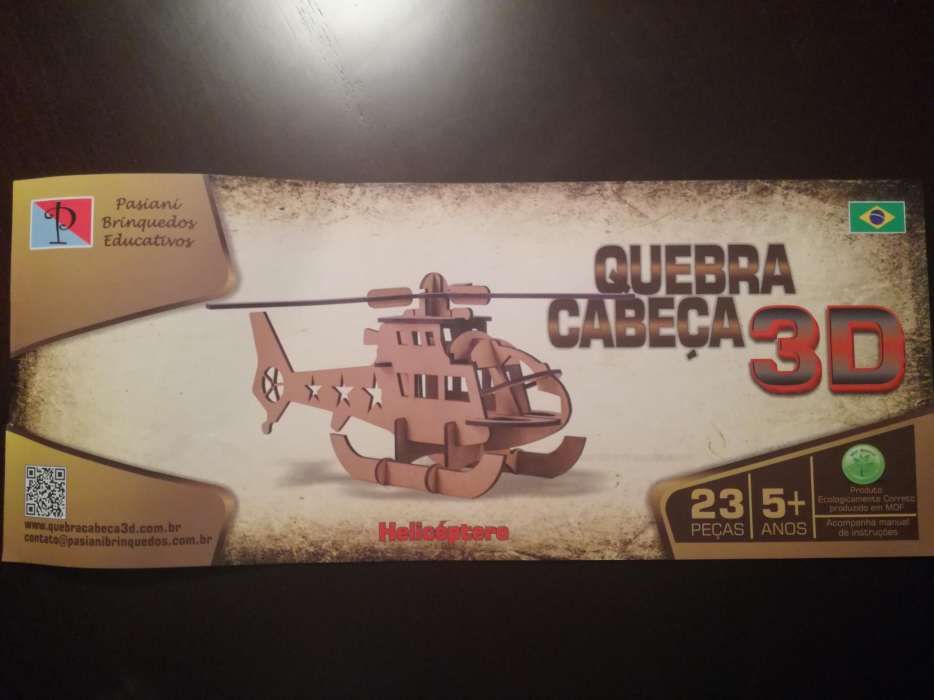 P
Pasiani
Brinquedos
Educativos
QUEBRA
CABEÇA
3D
www.quebracabeca3d.com.br
contato@pasianibrinquedos.com.br
Helicóptero
23
PEÇAS
5+
ANOS
Produto
Ecologicamente Correto
produzido em MDF
Acompanha manual
de instruções